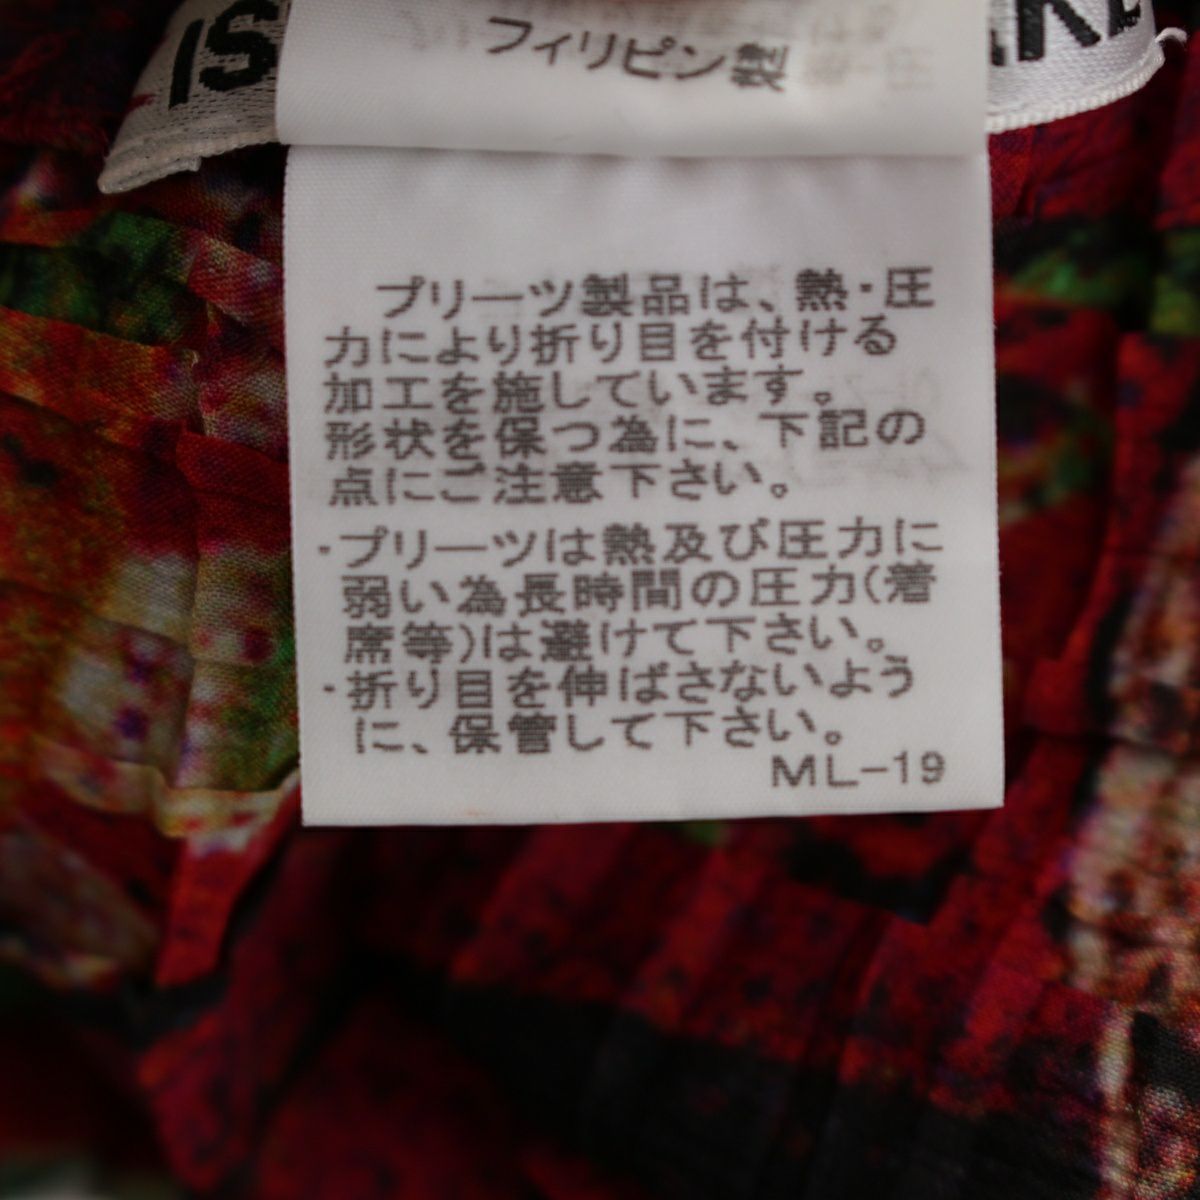 IS
フィリピン製
プリーツ製品は、熱・圧
力により折り目を付ける
加工を施しています。
形状を保つ為に、下記の
点にご注意下さい。
・プリーツは熱及び圧力に
弱い為長時間の圧力(着
席等)は避けて下さい。
・折り目を伸ばさないよう
に、保管して下さい。
ML-19